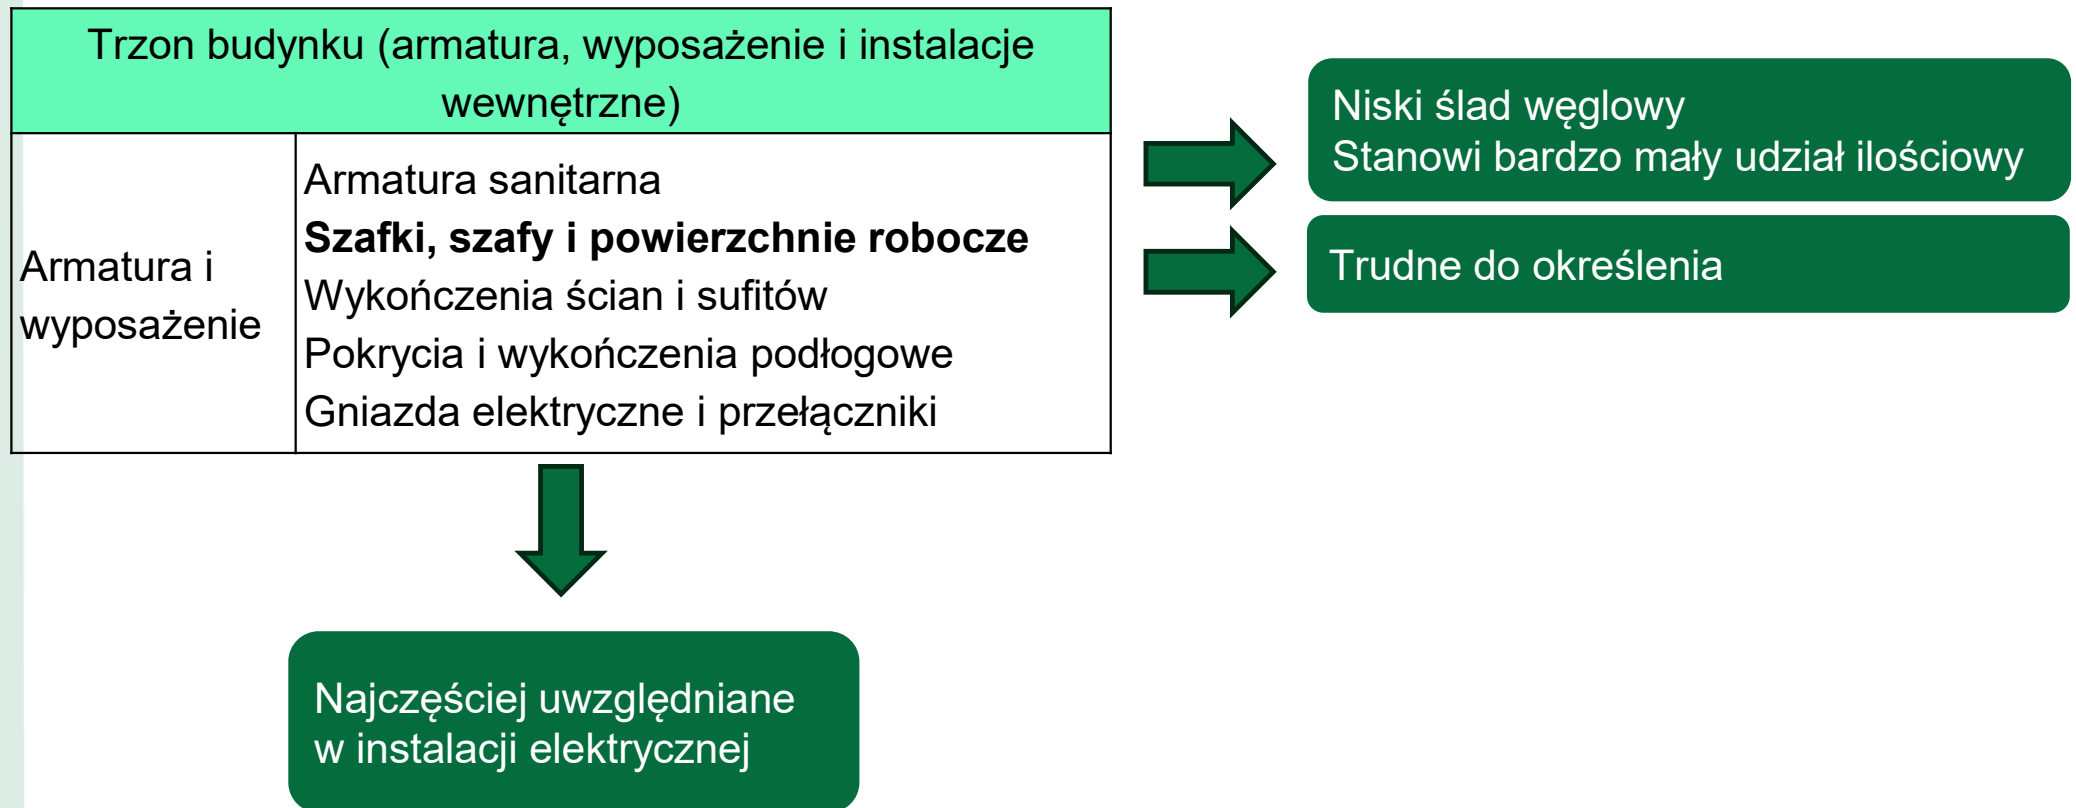 Trzon budynku (armatura, wyposażenie i instalacje
wewnętrzne)
Armatura i
wyposażenie
Armatura sanitarna
Szafki, szafy i powierzchnie robocze
Wykończenia ścian i sufitów
Pokrycia i wykończenia podłogowe
Gniazda elektryczne i przełączniki
Niski ślad węglowy
Stanowi bardzo mały udział ilościowy
Trudne do określenia
Najczęściej uwzględniane
w instalacji elektrycznej